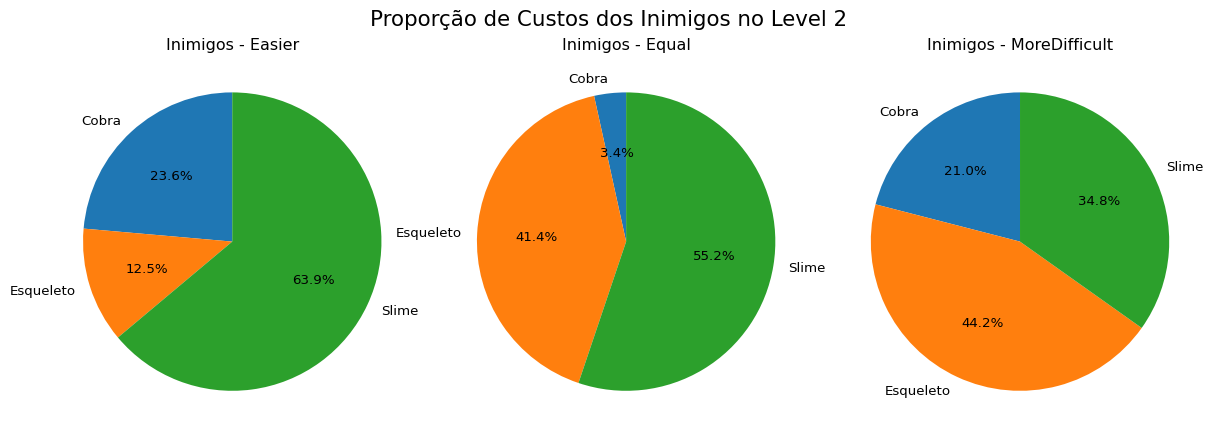 Proporção de Custos dos Inimigos no Level 2
Inimigos - Easier
Cobra
23.6%
Esqueleto
12.5%
Slime
63.9%
Inimigos - Equal
Cobra
3.4%
Esqueleto
41.4%
Slime
55.2%
Inimigos - MoreDifficult
Cobra
21.0%
Esqueleto
44.2%
Slime
34.8%